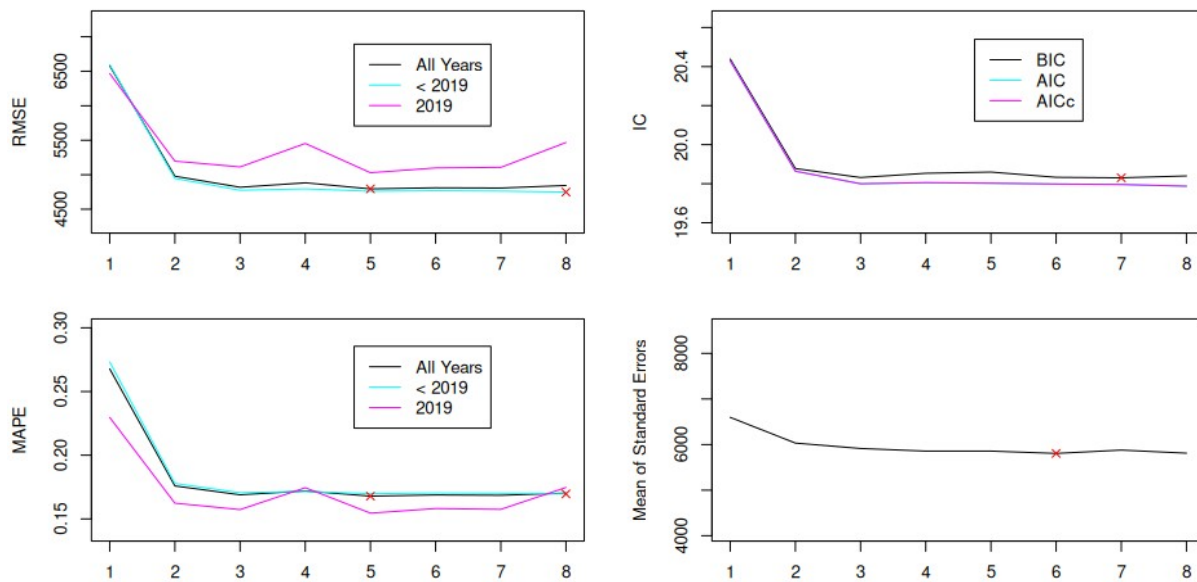 RMSE
4500
5500
6500
All Years
< 2019
2019
1 2 3 4 5 6 7 8
IC
19.6
20.0
20.4
BIC
AIC
AICc
1 2 3 4 5 6 7 8
MAPE
0.15
0.20
0.25
0.30
All Years
< 2019
2019
1 2 3 4 5 6 7 8
Mean of Standard Errors
4000
6000
8000
1 2 3 4 5 6 7 8